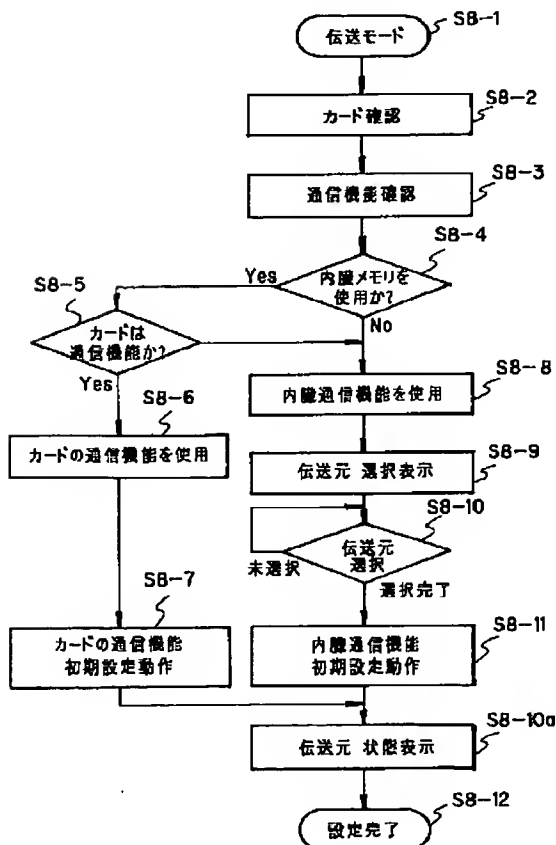 伝送モード
S8-1
カード確認
S8-2
通信機能確認
S8-3
S8-4
内臓メモリを
使用か?
Yes
No
S8-5
カードは
通信機能か?
Yes
S8-6
カードの通信機能を使用
S8-8
内臓通信機能を使用
S8-9
伝送元 選択表示
S8-10
伝送元
選択
未選択
選択完了
S8-7
カードの通信機能
初期設定動作
S8-11
内臓通信機能
初期設定動作
S8-10a
伝送元 状態表示
S8-12
設定完了